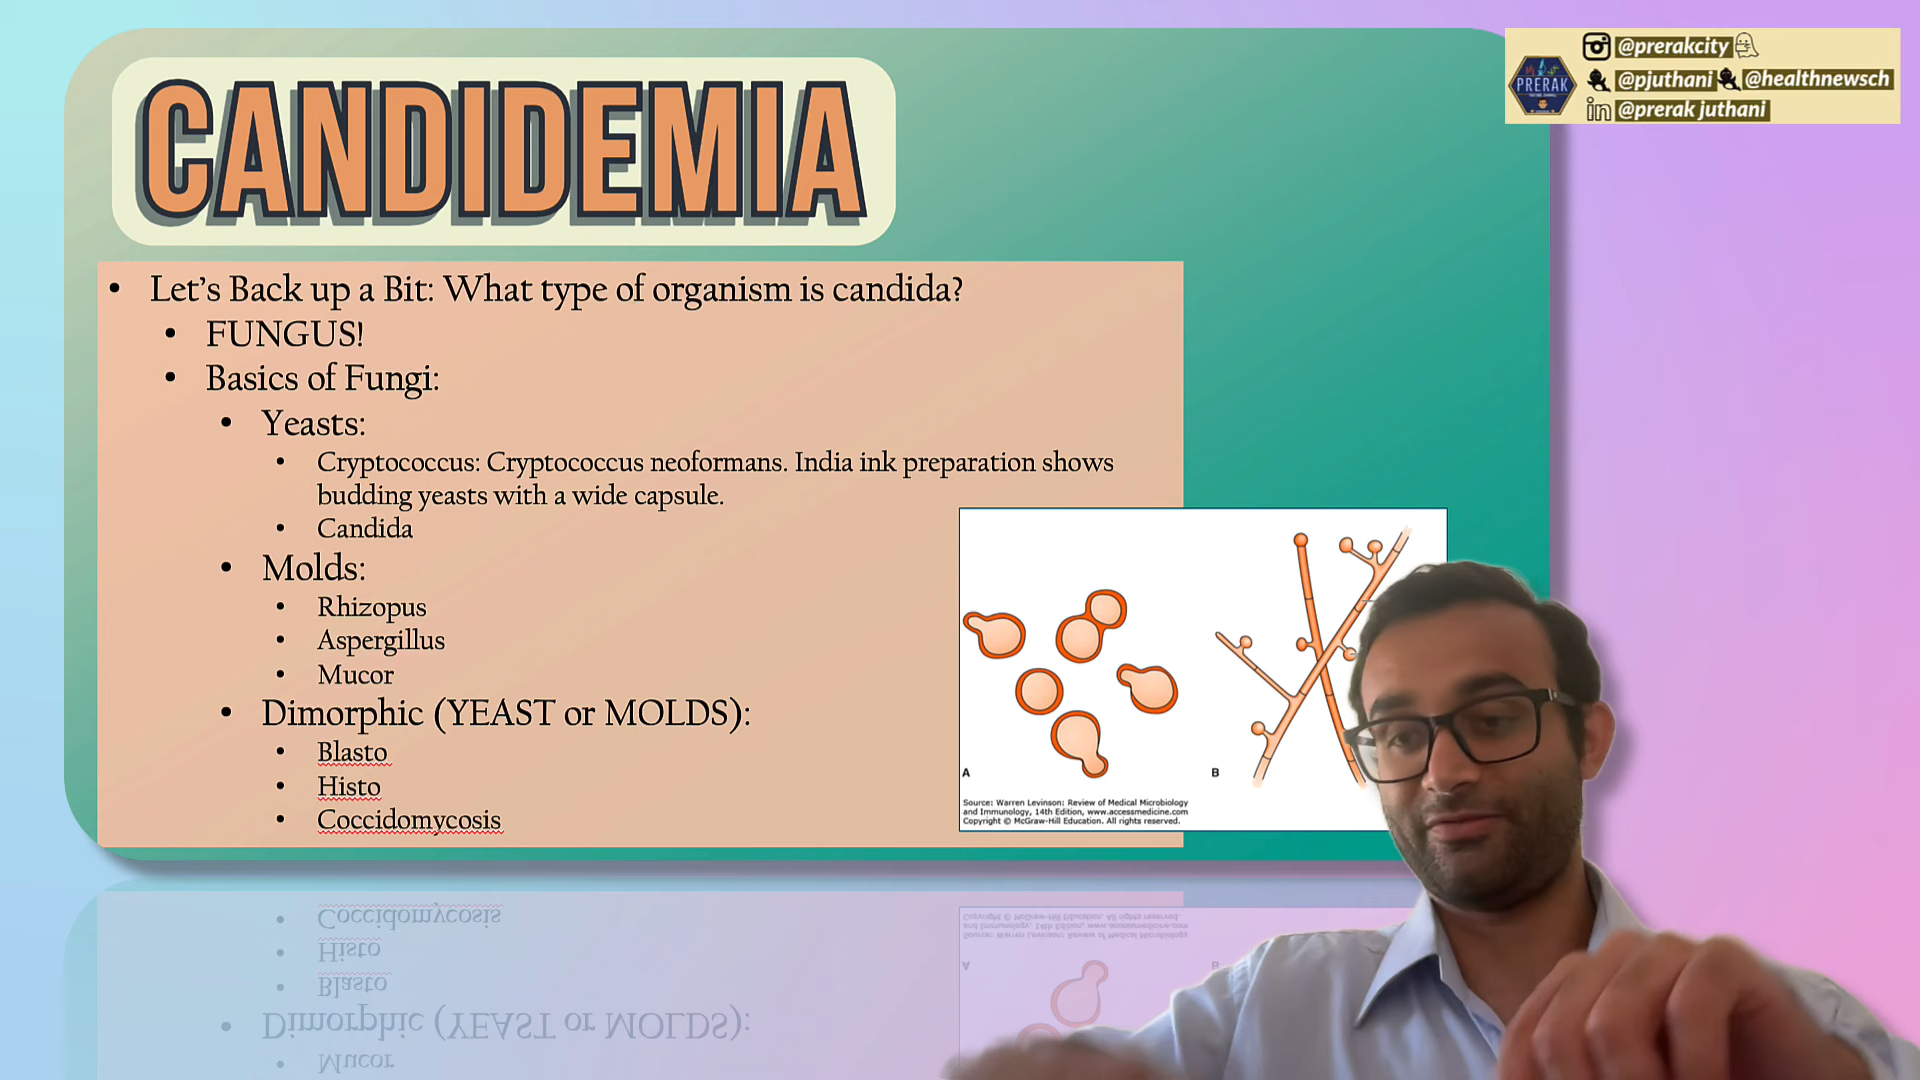 CANDIDEMIA
@prerakcity
PRERAK
@pjuthani @healthnewsch
in @prerak juthani
• Let's Back up a Bit: What type of organism is candida?
• FUNGUS!
• Basics of Fungi:
• Yeasts:
• Cryptococcus: Cryptococcus neoformans. India ink preparation shows
budding yeasts with a wide capsule.
• Candida
• Molds:
• Rhizopus
• Aspergillus
• Mucor
• Dimorphic (YEAST or MOLDS):
• Blasto
• Histo
• Coccidomycosis
A
B
Source: Warren Levinson: Review of Medical Microbiology
and Immunology, 14th Edition, www.accessmedicine.com
Copyright © McGraw-Hill Education. All rights reserved.